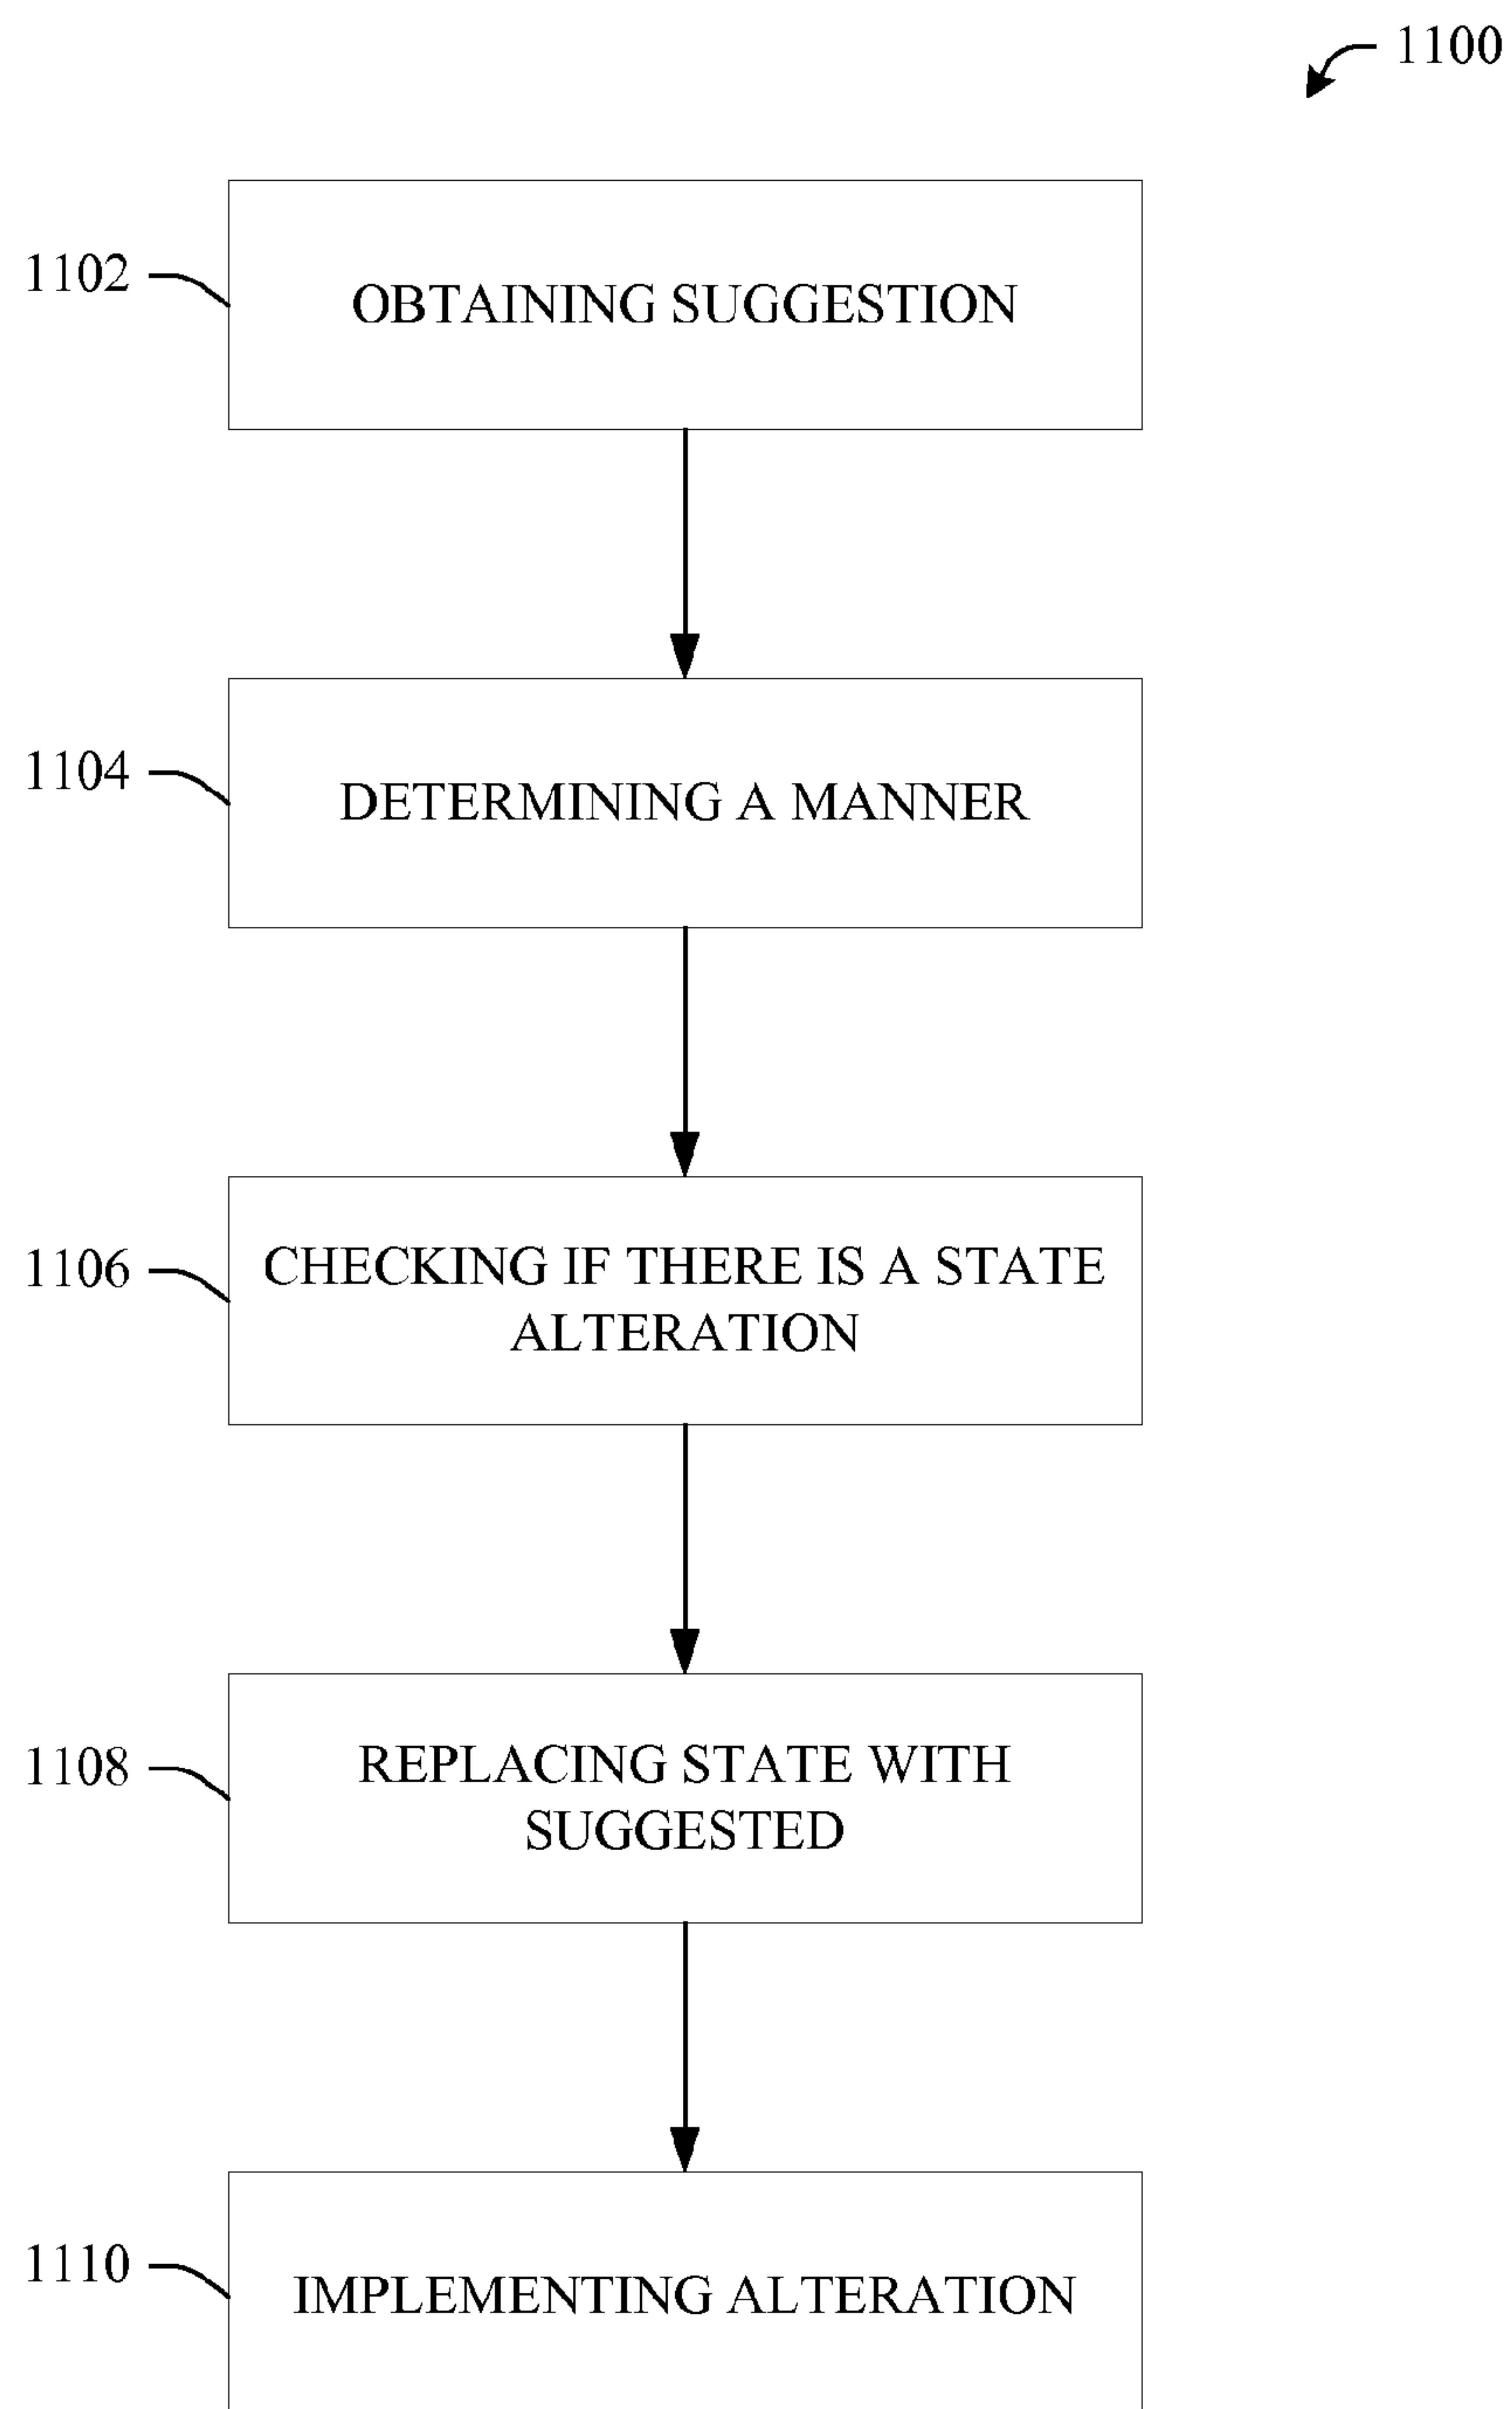 1100
1102
OBTAINING SUGGESTION
1104
DETERMINING A MANNER
1106
CHECKING IF THERE IS A STATE
ALTERATION
1108
REPLACING STATE WITH
SUGGESTED
1110
IMPLEMENTING ALTERATION